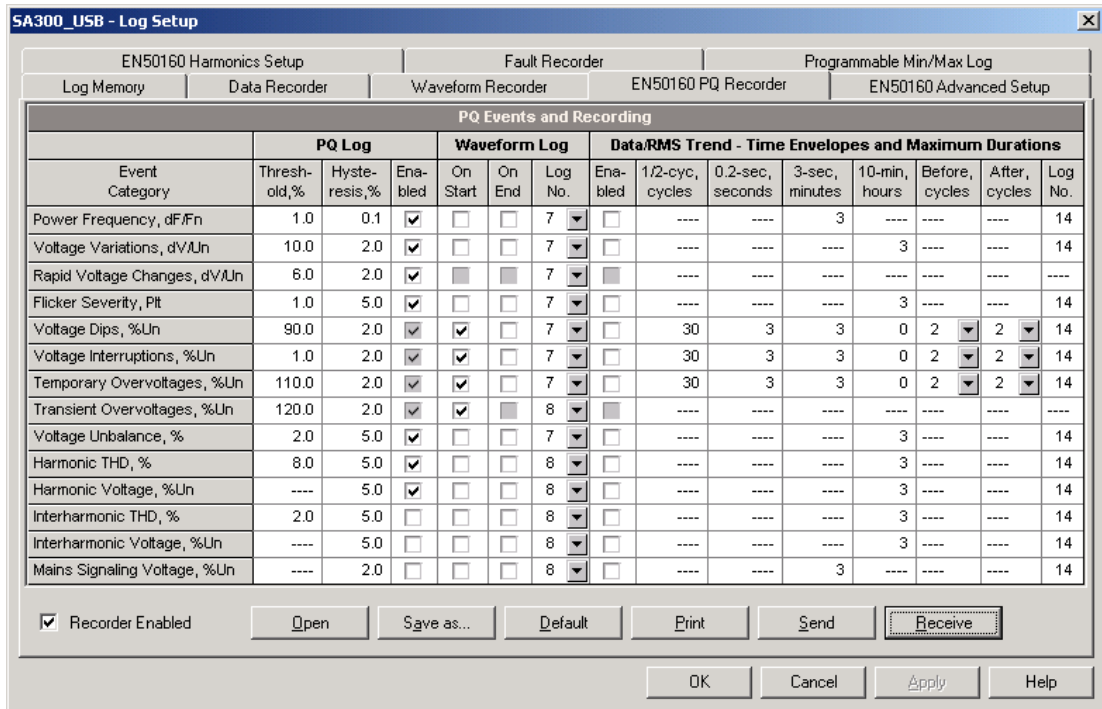 SA300_USB - Log Setup
EN50160 Harmonics Setup Fault Recorder Programmable Min/Max Log
Log Memory Data Recorder Waveform Recorder EN50160 PQ Recorder EN50160 Advanced Setup
PQ Events and Recording
PQ Log Waveform Log Data/RMS Trend - Time Envelopes and Maximum Durations
Event Thresh- Hyste- Ena- On On Log Ena- 1/2-cyc, 0.2-sec, 3-sec, 10-min, Before, After, Log
Category old,% resis,% bled Start End No. bled cycles seconds minutes hours cycles cycles No.
Power Frequency, dF/Fn 1.0 0.1 7 ---- ---- 3 ---- ---- ---- 14
Voltage Variations, dV/Un 10.0 2.0 7 ---- ---- ---- 3 ---- ---- 14
Rapid Voltage Changes, dV/Un 6.0 2.0 7 ---- ---- ---- ---- ---- ---- ----
Flicker Severity, Plt 1.0 5.0 7 ---- ---- ---- 3 ---- ---- 14
Voltage Dips, %Un 90.0 2.0 7 30 3 3 0 2 2 14
Voltage Interruptions, %Un 1.0 2.0 7 30 3 3 0 2 2 14
Temporary Overvoltages, %Un 110.0 2.0 7 30 3 3 0 2 2 14
Transient Overvoltages, %Un 120.0 2.0 8 ---- ---- ---- ---- ---- ---- ----
Voltage Unbalance, % 2.0 5.0 7 ---- ---- ---- 3 ---- ---- 14
Harmonic THD, % 8.0 5.0 8 ---- ---- ---- 3 ---- ---- 14
Harmonic Voltage, %Un ---- 5.0 8 ---- ---- ---- 3 ---- ---- 14
Interharmonic THD, % 2.0 5.0 8 ---- ---- ---- 3 ---- ---- 14
Interharmonic Voltage, %Un ---- 5.0 8 ---- ---- ---- 3 ---- ---- 14
Mains Signaling Voltage, %Un ---- 2.0 8 ---- ---- 3 ---- ---- ---- 14
Recorder Enabled Open Save as... Default Print Send Receive
OK Cancel Apply Help